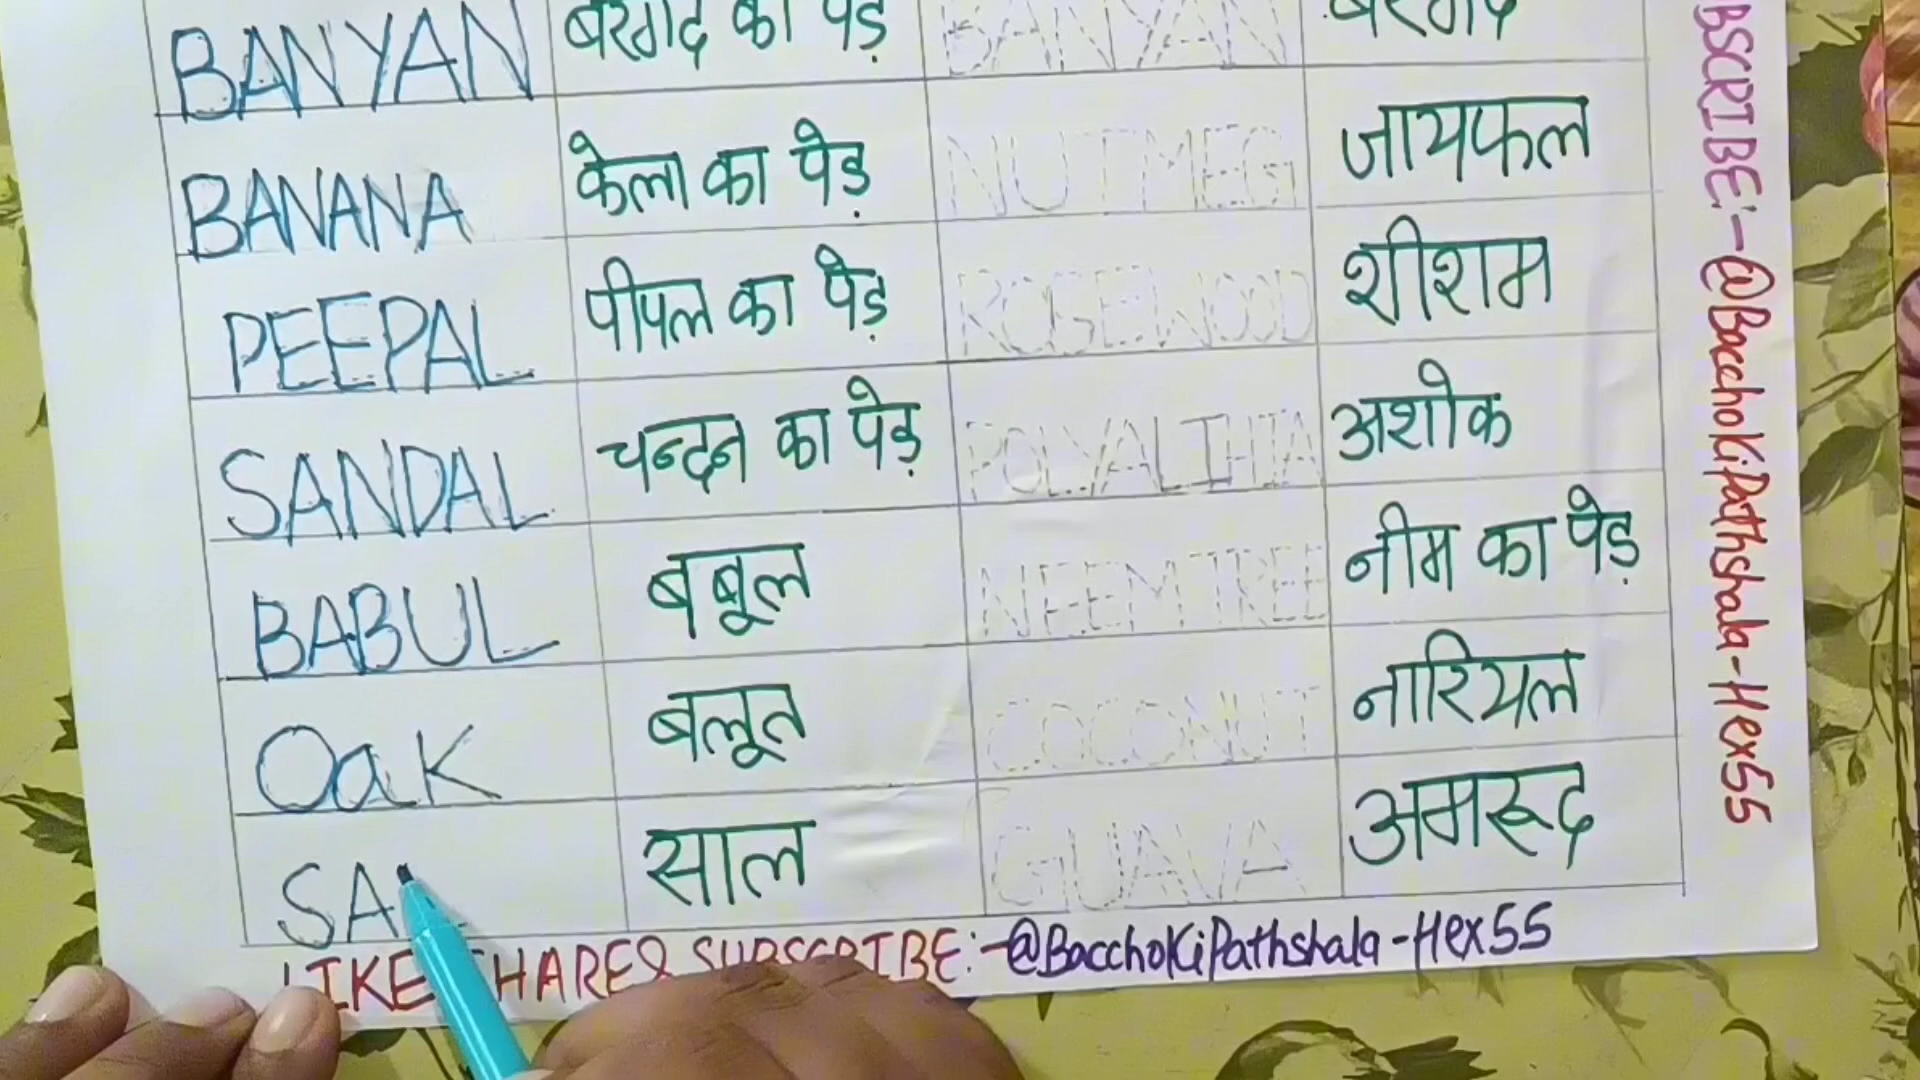 BANYAN बरगद का पेड़ BANYAN बरगद
BANANA केला का पेड़ NUTMEG जायफल
PEEPAL पीपल का पेड़ ROSEWOOD शीशम
SANDAL चन्दन का पेड़ POLYALTHIA अशोक
BABUL बबूल NEEM TREE नीम का पेड़
Oak बलूत COCONUT नारियल
SA साल GUAVA अमरूद
LIKE SHARE& SUBSCRIBE:-@BacchoKiPathshala-Hex55
BSCRIBE:-@BacchoKiPathshala-Hex55